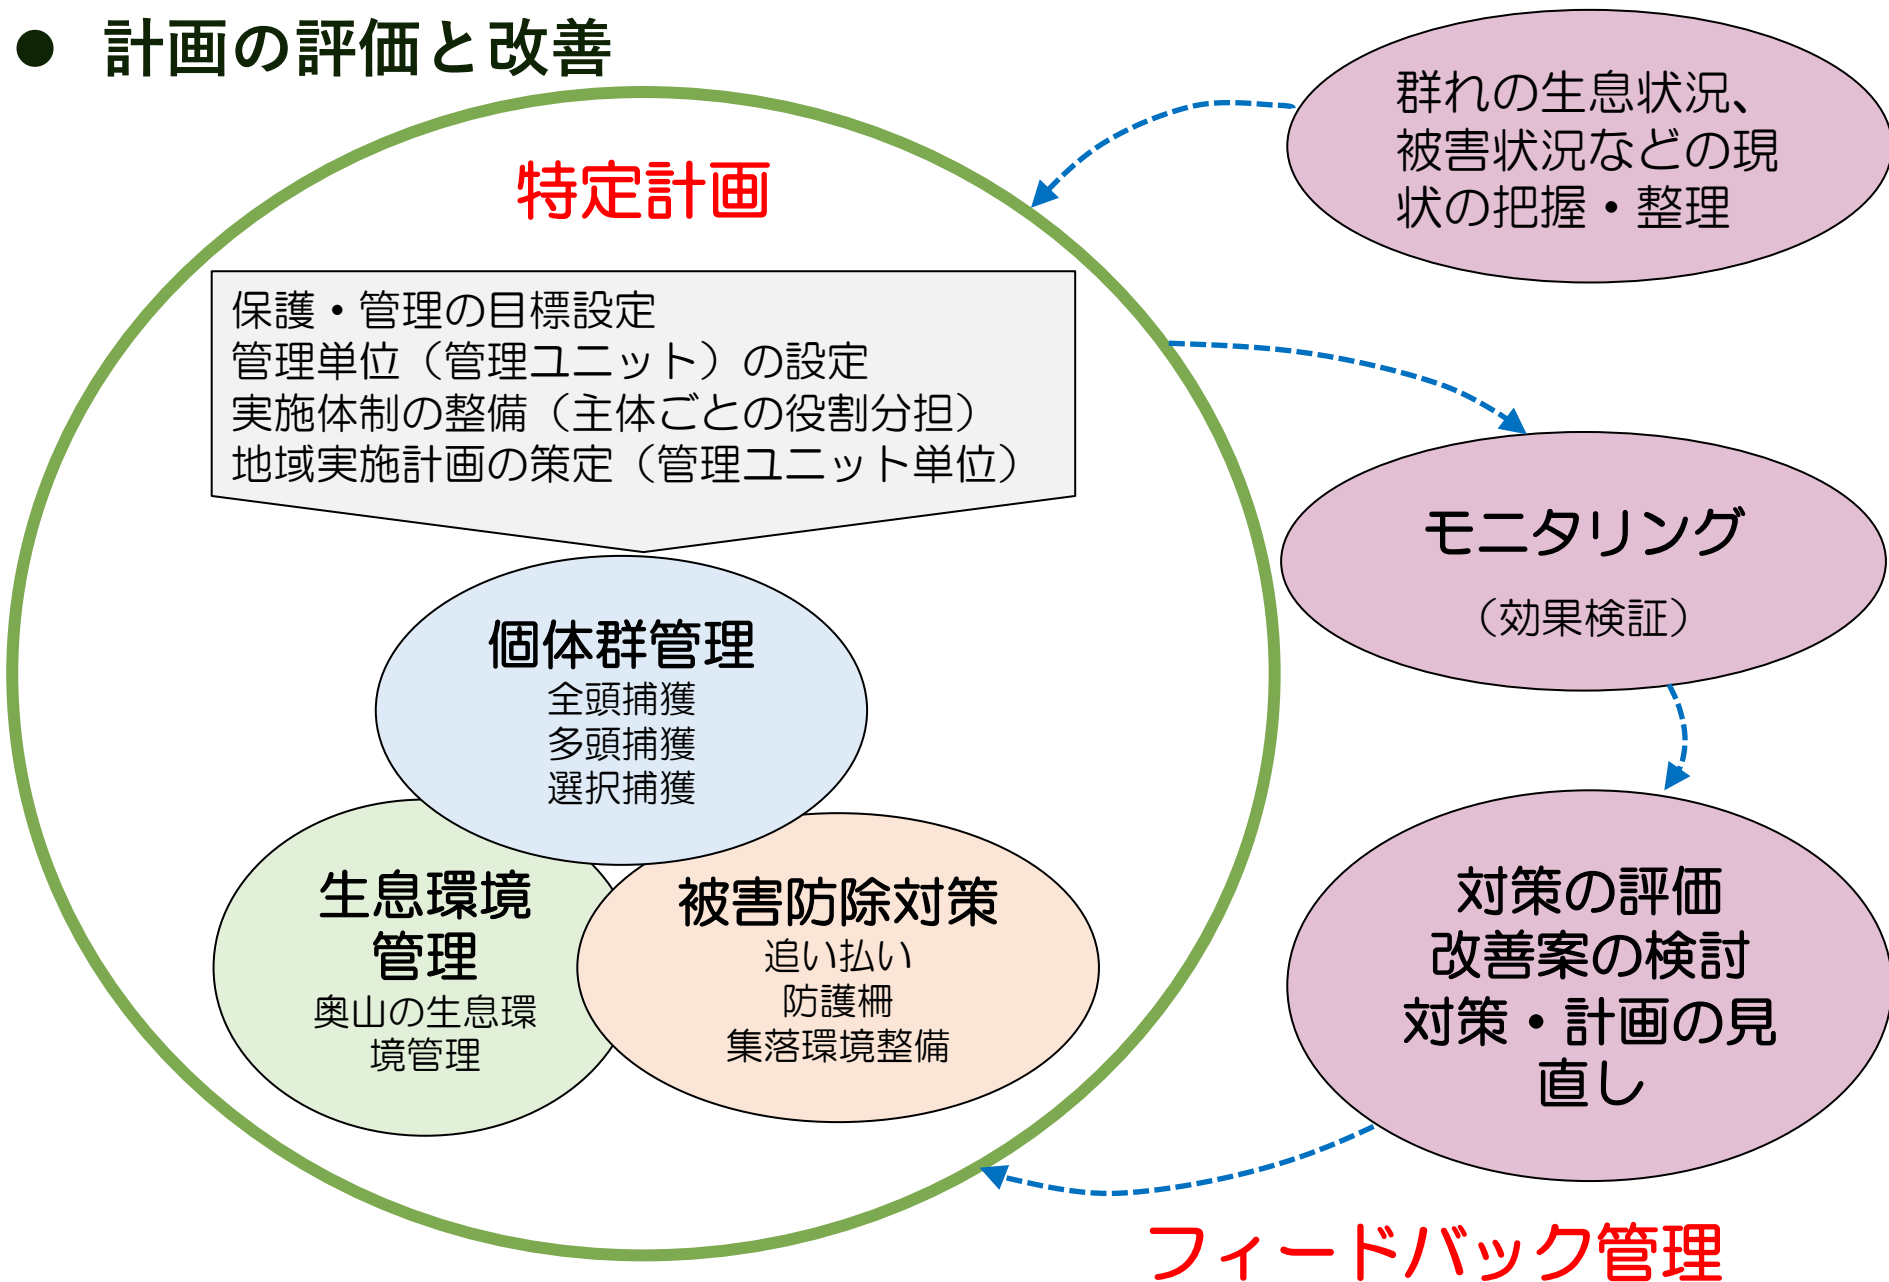 ● 計画の評価と改善
群れの生息状況、
被害状況などの現
状の把握・整理
特定計画
保護・管理の目標設定
管理単位（管理ユニット）の設定
実施体制の整備（主体ごとの役割分担）
地域実施計画の策定（管理ユニット単位）
モニタリング
（効果検証）
個体群管理
全頭捕獲
多頭捕獲
選択捕獲
生息環境
管理
奥山の生息環
境管理
被害防除対策
追い払い
防護柵
集落環境整備
対策の評価
改善案の検討
対策・計画の見
直し
フィードバック管理